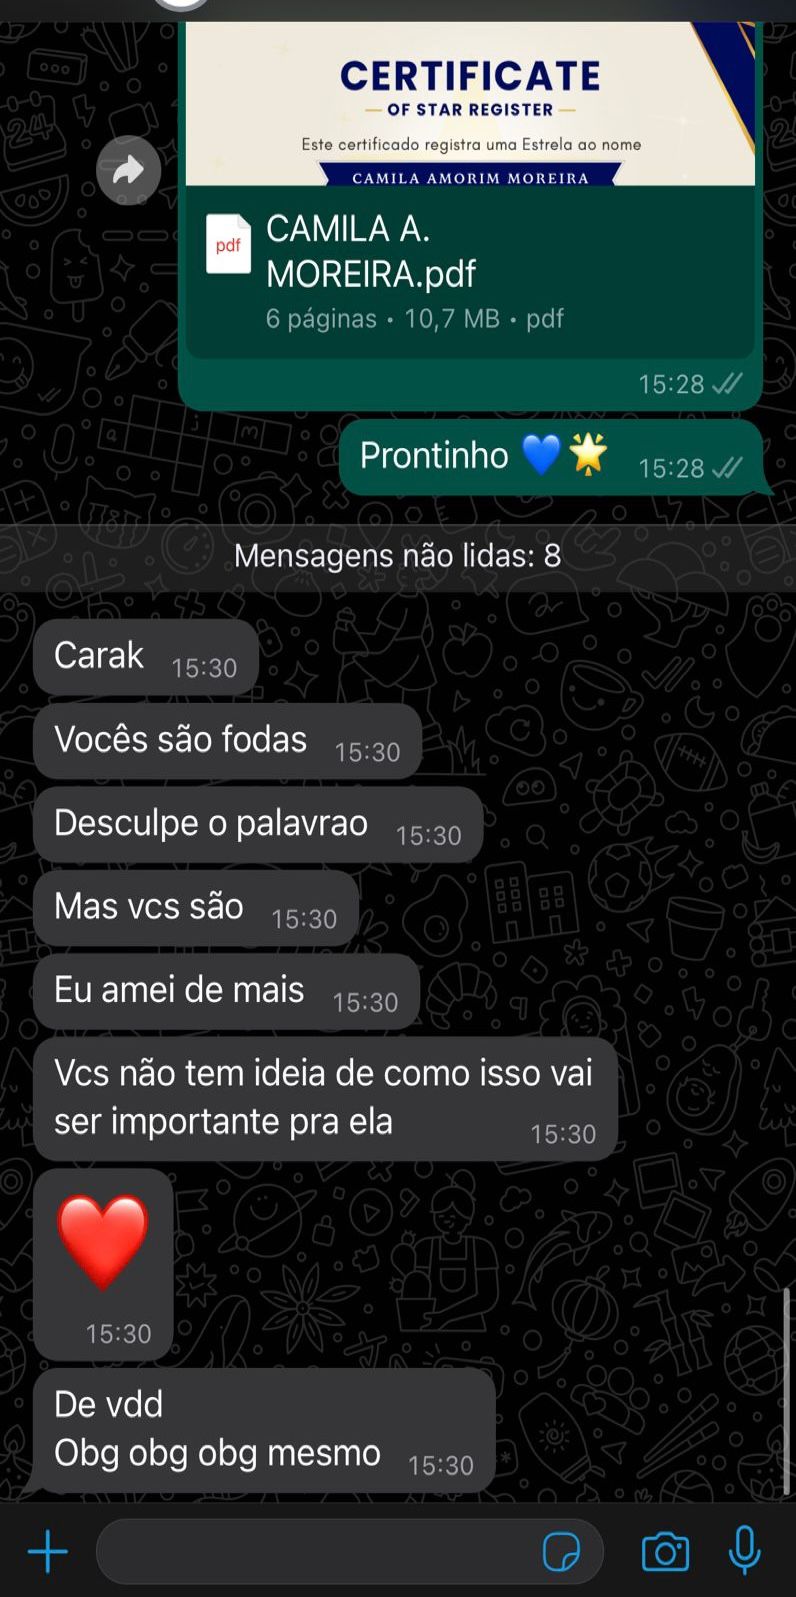 CERTIFICATE
OF STAR REGISTER
Este certificado registra uma Estrela ao nome
CAMILA AMORIM MOREIRA
pdf
CAMILA A.
MOREIRA.pdf
6 páginas • 10,7 MB • pdf
15:28
Prontinho 💙🌟 15:28
Mensagens não lidas: 8
Carak 15:30
Vocês são fodas 15:30
Desculpe o palavrao 15:30
Mas vcs são 15:30
Eu amei de mais 15:30
Vcs não tem ideia de como isso vai
ser importante pra ela 15:30
❤️
15:30
De vdd
Obg obg obg mesmo 15:30